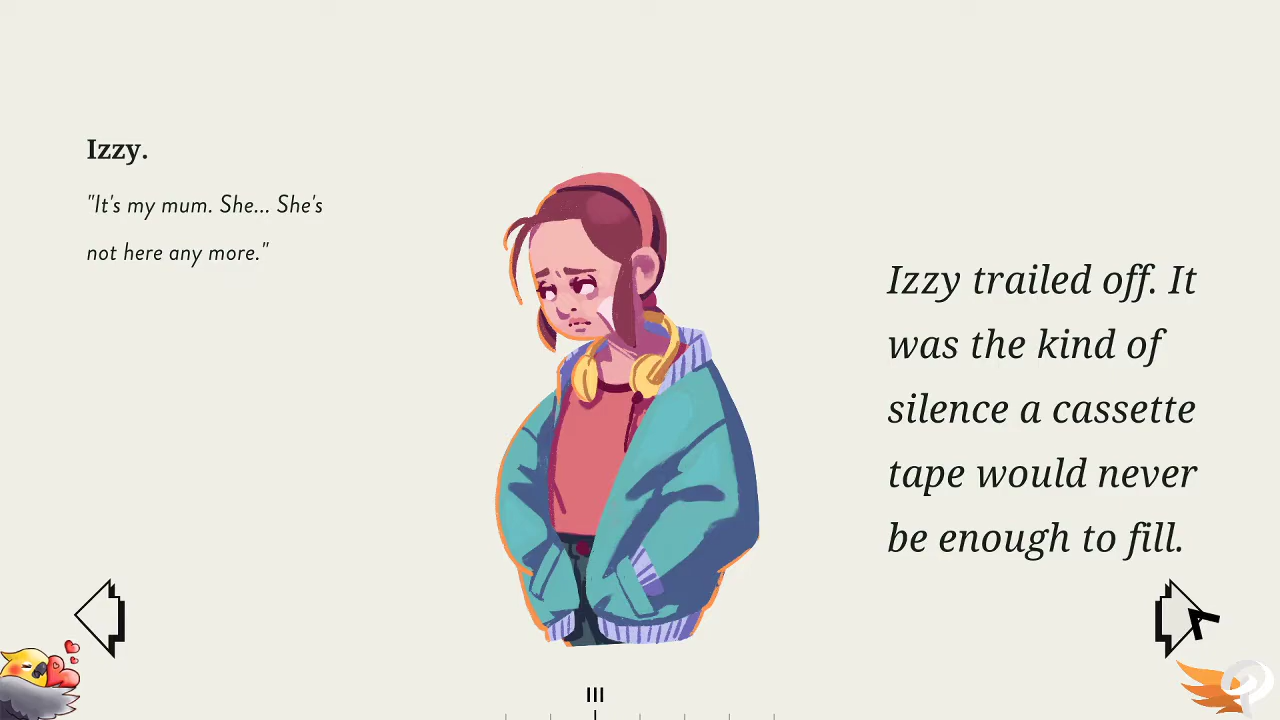 Izzy.
"It's my mum. She... She's
not here any more."
Izzy trailed off. It
was the kind of
silence a cassette
tape would never
be enough to fill.
III